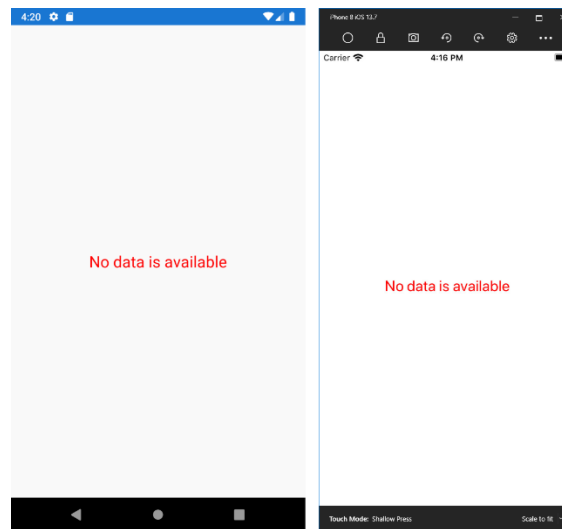 4:20
No data is available
Phone 8 iOS 13.7
Carrier
4:16 PM
No data is available
Touch Mode: Shallow Press
Scale to fit